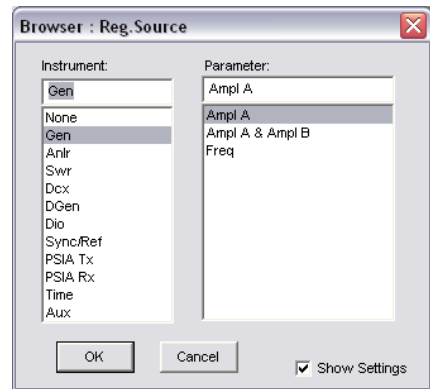 Browser : Reg.Source
Instrument:
Gen
None
Gen
Anlr
Swr
Dcx
DGen
Dio
Sync/Ref
PSIA Tx
PSIA Rx
Time
Aux
Parameter:
Ampl A
Ampl A
Ampl A & Ampl B
Freq
OK
Cancel
Show Settings